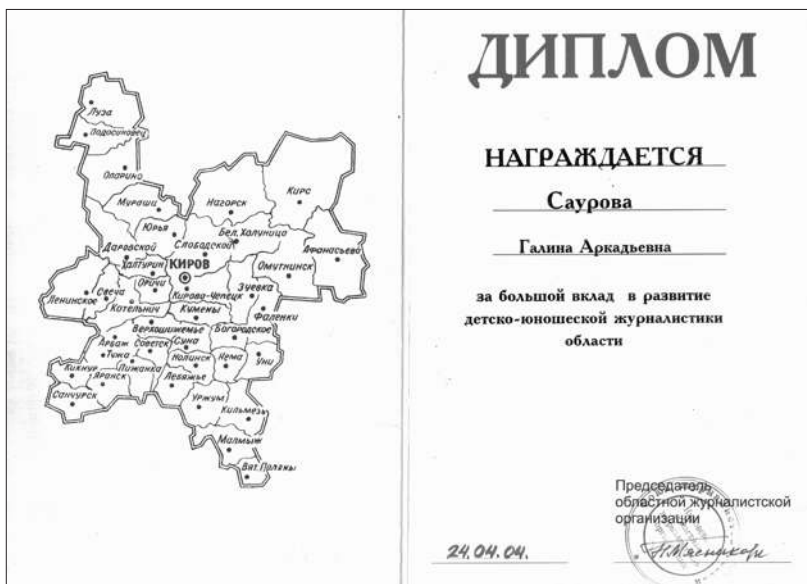 Луза
Подосиновец
Опарино
Мураши
Нагорск
Кирс
Юрья
Бел. Холуница
Слободской
Афанасьево
Даровской
Халтурин
КИРОВ
Омутнинск
Оричи
Зуевка
Ленинское
Свеча
Кирово-Чепецк
Котельнич
Кумены
Фаленки
Верхошижемье
Богородское
Арбаж
Советск
Суна
Тужа
Нолинск
Нема
Уни
Кикнур
Пижанка
Яранск
Лебяжье
Санчурск
Уржум
Кильмезь
Малмыж
Вят. Поляны
ДИПЛОМ
НАГРАЖДАЕТСЯ
Саурова
Галина Аркадьевна
за большой вклад в развитие
детско-юношеской журналистики
области
Председатель
областной журналистской
организации
24.04.04.